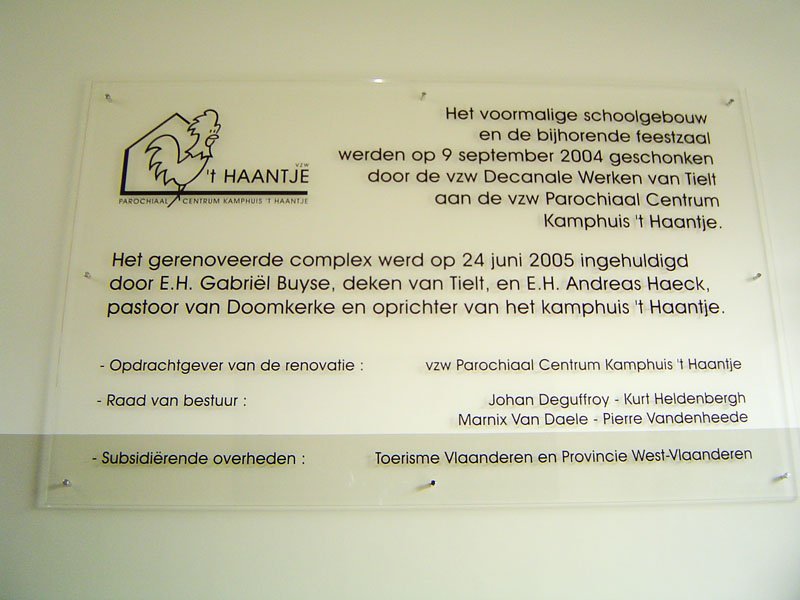 vzw
't HAANTJE
PAROCHIAAL CENTRUM KAMPHUIS 't HAANTJE
Het voormalige schoolgebouw
en de bijhorende feestzaal
werden op 9 september 2004 geschonken
door de vzw Decanale Werken van Tielt
aan de vzw Parochiaal Centrum
Kamphuis 't Haantje.
Het gerenoveerde complex werd op 24 juni 2005 ingehuldigd
door E.H. Gabriël Buyse, deken van Tielt, en E.H. Andreas Haeck,
pastoor van Doomkerke en oprichter van het kamphuis 't Haantje.
- Opdrachtgever van de renovatie : vzw Parochiaal Centrum Kamphuis 't Haantje
- Raad van bestuur : Johan Deguffroy - Kurt Heldenbergh
Marnix Van Daele - Pierre Vandenheede
- Subsidiërende overheden : Toerisme Vlaanderen en Provincie West-Vlaanderen